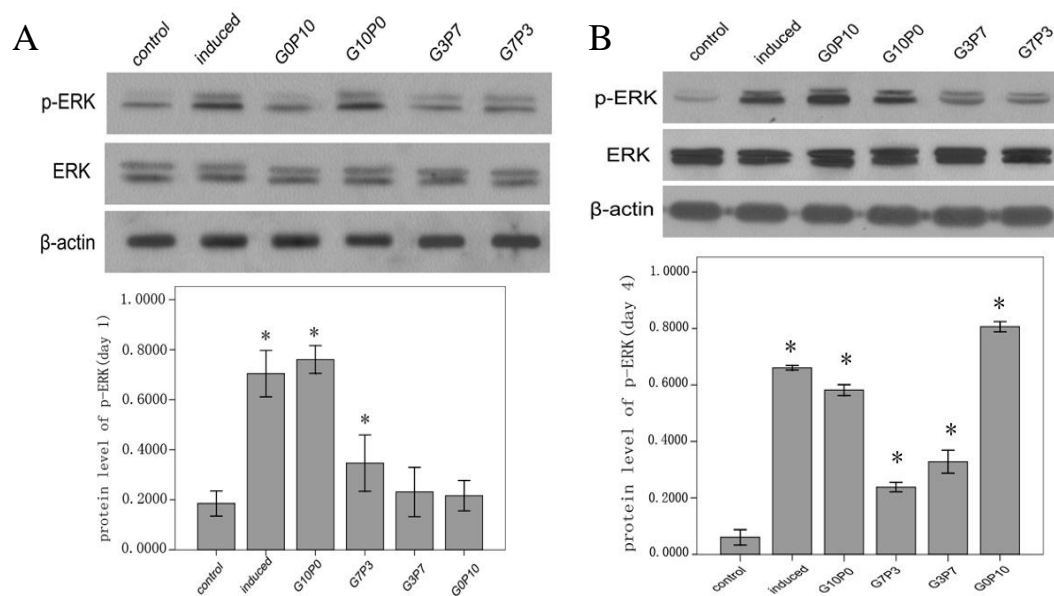 A
control induced G0P10 G10P0 G3P7 G7P3
p-ERK
ERK
β-actin
1.0000
0.8000
0.6000
0.4000
0.2000
0.0000
protein level of p-ERK(day 1)
* * *
control induced G10P0 G7P3 G3P7 G0P10
B
control induced G0P10 G10P0 G3P7 G7P3
p-ERK
ERK
β-actin
1.0000
0.8000
0.6000
0.4000
0.2000
0.0000
protein level of p-ERK(day 4)
* * * * *
control induced G10P0 G7P3 G3P7 G0P10